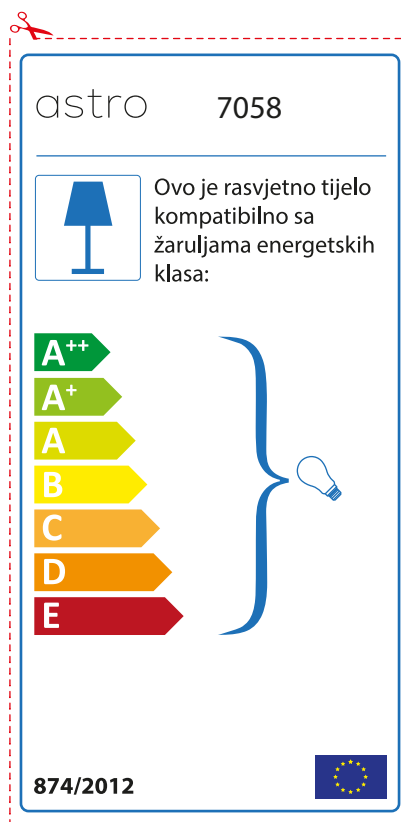 astro 7058
Ovo je rasvjetno tijelo
kompatibilno sa
žaruljama energetskih
klasa:
A++
A+
A
B
C
D
E
874/2012